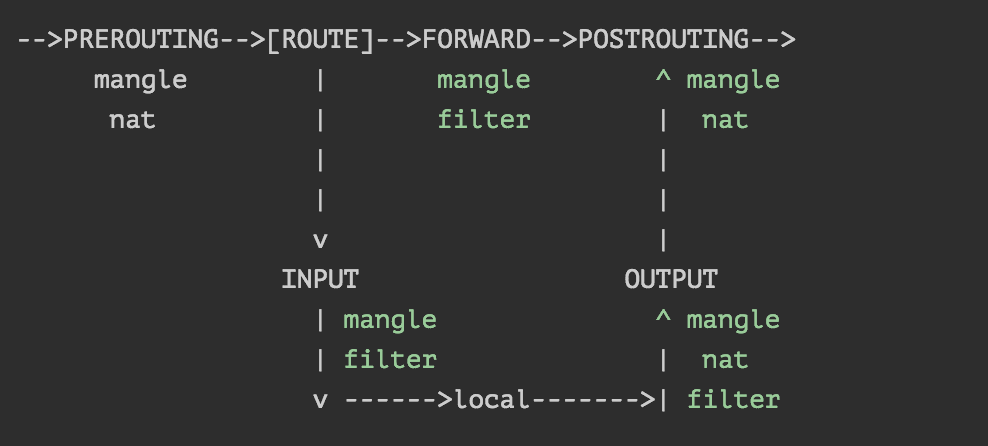 -->PREROUTING-->[ROUTE]-->FORWARD-->POSTROUTING-->
     mangle        |       mangle        ^ mangle
      nat          |       filter        |  nat
                   |                     |
                   |                     |
                   v                     |
                 INPUT                 OUTPUT
                   | mangle              ^ mangle
                   | filter              |  nat
                   v ------>local------->| filter